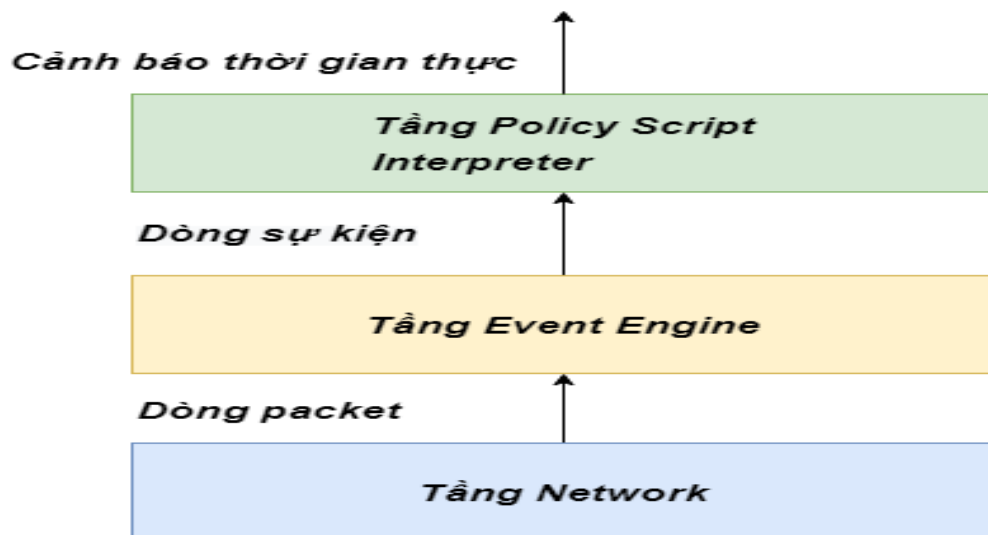 Cảnh báo thời gian thực
Tầng Policy Script
Interpreter
Dòng sự kiện
Tầng Event Engine
Dòng packet
Tầng Network